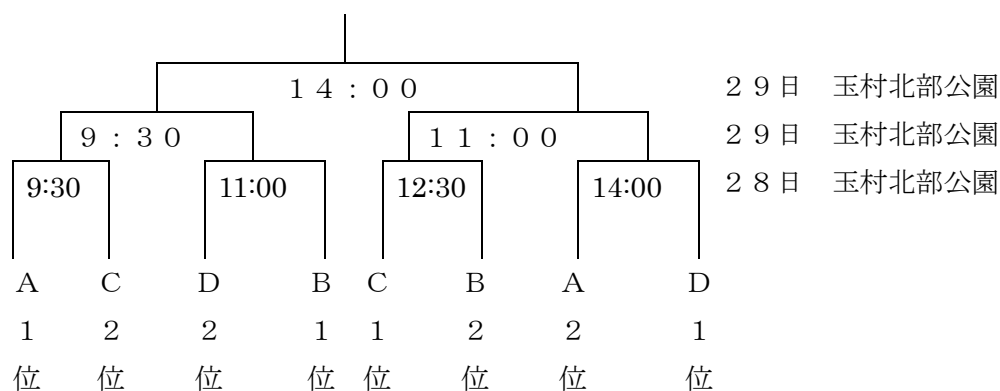 １４：００ ２９日 玉村北部公園
９：３０ １１：００ ２９日 玉村北部公園
9:30 11:00 12:30 14:00 ２８日 玉村北部公園
Ａ Ｃ Ｄ Ｂ Ｃ Ｂ Ａ Ｄ
１ ２ ２ １ １ ２ ２ １
位 位 位 位 位 位 位 位